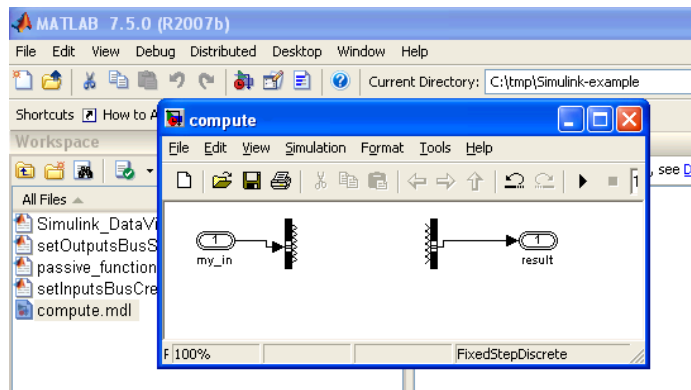 MATLAB 7.5.0 (R2007b)
File Edit View Debug Distributed Desktop Window Help
Current Directory: C:\tmp\Simulink-example
Shortcuts How to A
compute
Workspace
File Edit View Simulation Format Tools Help
, see D
1
All Files
Simulink_DataVi
setOutputsBusS
passive_function
setInputsBusCre
compute.mdl
1
my_in
1
result
F 100%
FixedStepDiscrete